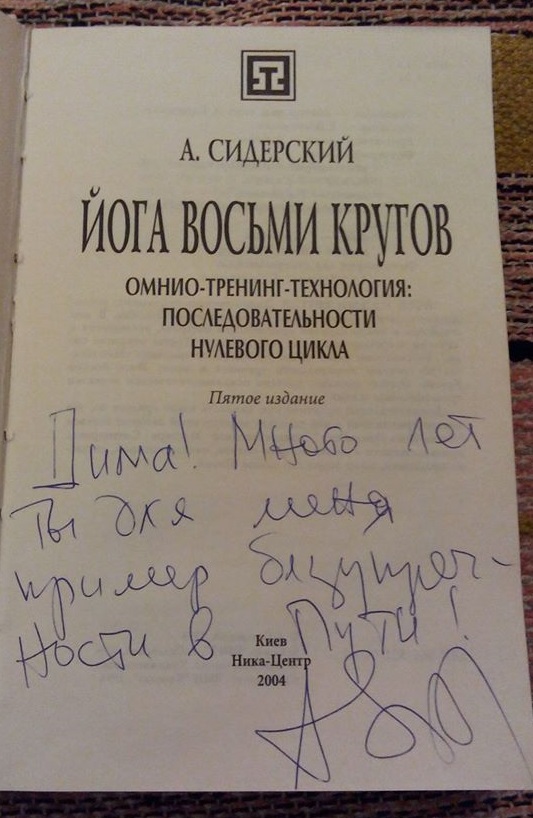 А. СИДЕРСКИЙ
ЙОГА ВОСЬМИ КРУГОВ
ОМНИО-ТРЕНИНГ-ТЕХНОЛОГИЯ:
ПОСЛЕДОВАТЕЛЬНОСТИ
НУЛЕВОГО ЦИКЛА
Пятое издание
Дима! Много лет
Ты для меня
пример безупреч-
ности в Пути!
Киев
Ника-Центр
2004